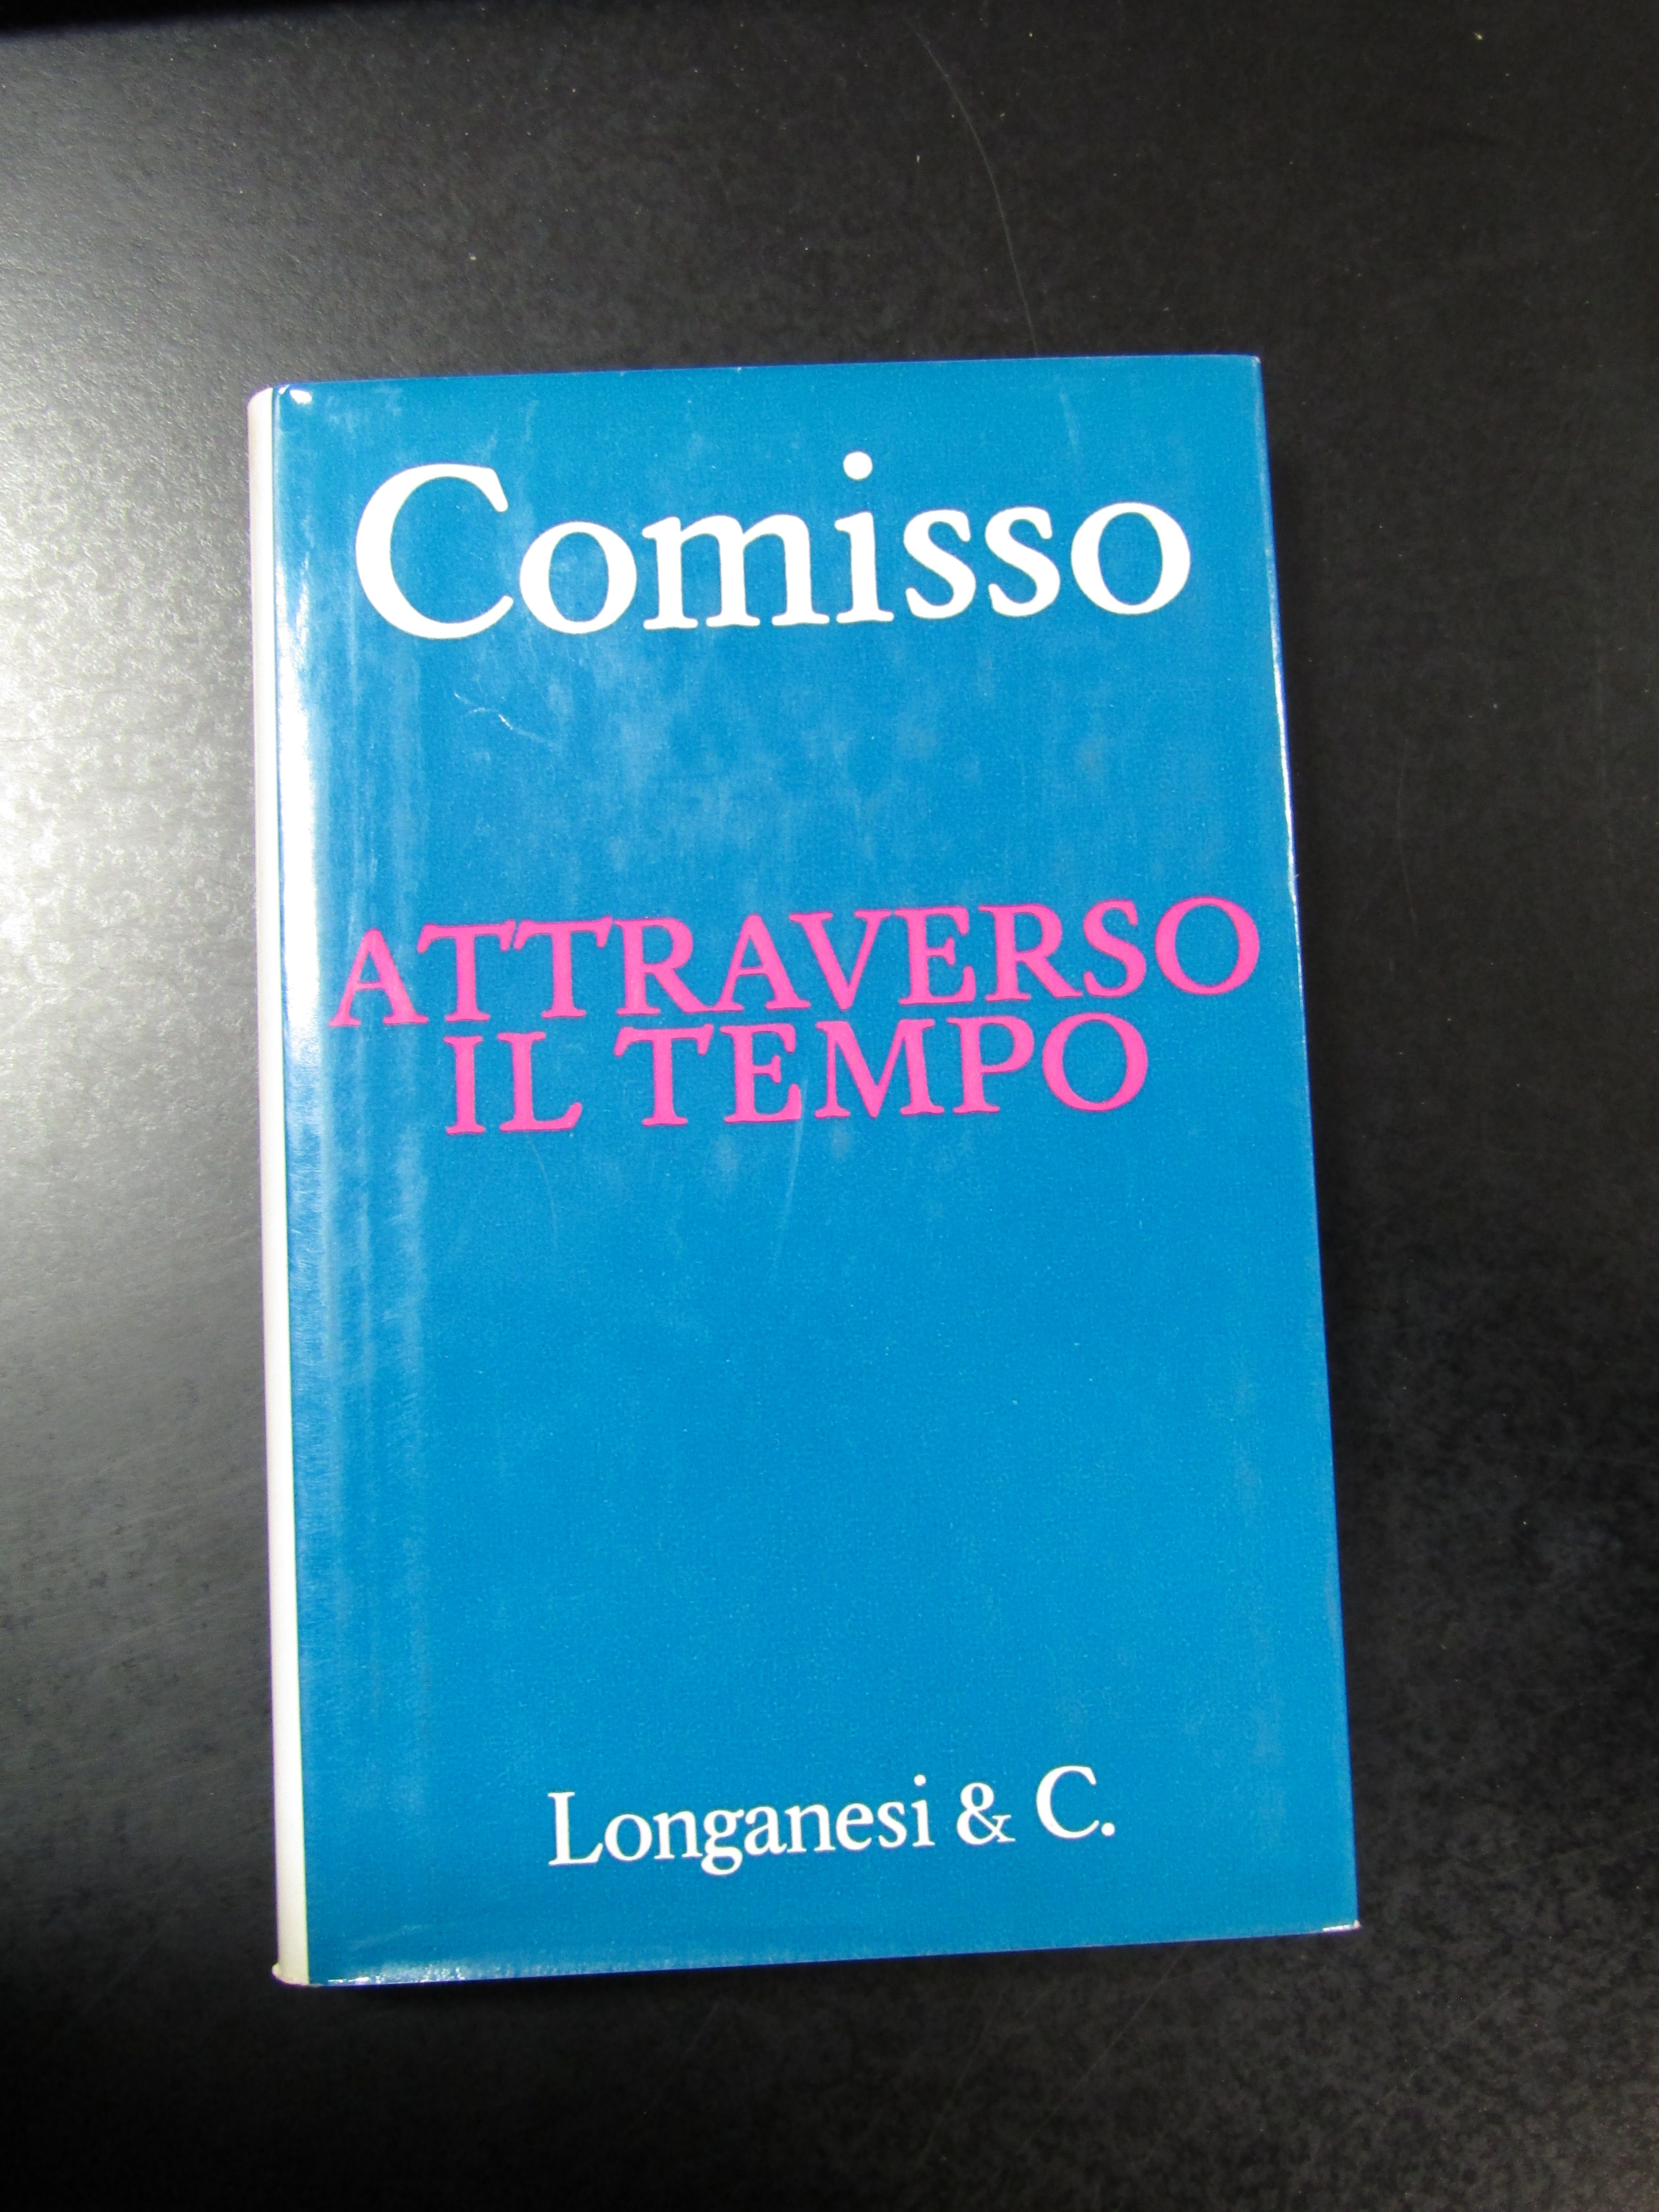 Comisso
ATTRAVERSO
IL TEMPO
Longanesi & C.